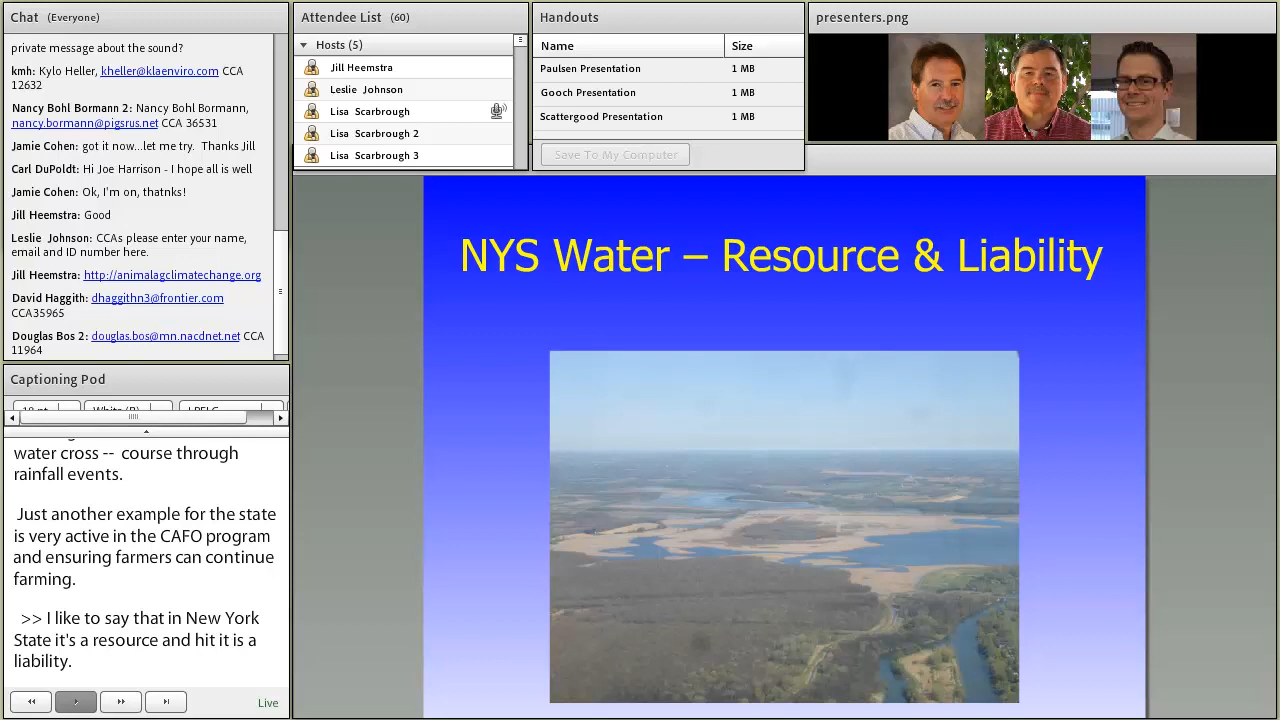 Chat (Everyone)
private message about the sound?
kmh: Kylo Heller, kheller@klaenviro.com CCA
12632
Nancy Bohl Bormann 2: Nancy Bohl Bormann,
nancy.bormann@pigsrus.net CCA 36531
Jamie Cohen: got it now...let me try. Thanks Jill
Carl DuPoldt: Hi Joe Harrison - I hope all is well
Jamie Cohen: Ok, I'm on, thatnks!
Jill Heemstra: Good
Leslie Johnson: CCAs please enter your name,
email and ID number here.
Jill Heemstra: http://animalagclimatechange.org
David Haggith: dhaggithn3@frontier.com
CCA35965
Douglas Bos 2: douglas.bos@mn.nacdnet.net CCA
11964
Captioning Pod
water cross -- course through
rainfall events.
Just another example for the state
is very active in the CAFO program
and ensuring farmers can continue
farming.
>> I like to say that in New York
State it's a resource and hit it is a
liability.
Live
Attendee List (60)
Hosts (5)
Jill Heemstra
Leslie Johnson
Lisa Scarbrough
Lisa Scarbrough 2
Lisa Scarbrough 3
Handouts
Name Size
Paulsen Presentation 1 MB
Gooch Presentation 1 MB
Scattergood Presentation 1 MB
Save To My Computer
presenters.png
NYS Water – Resource & Liability